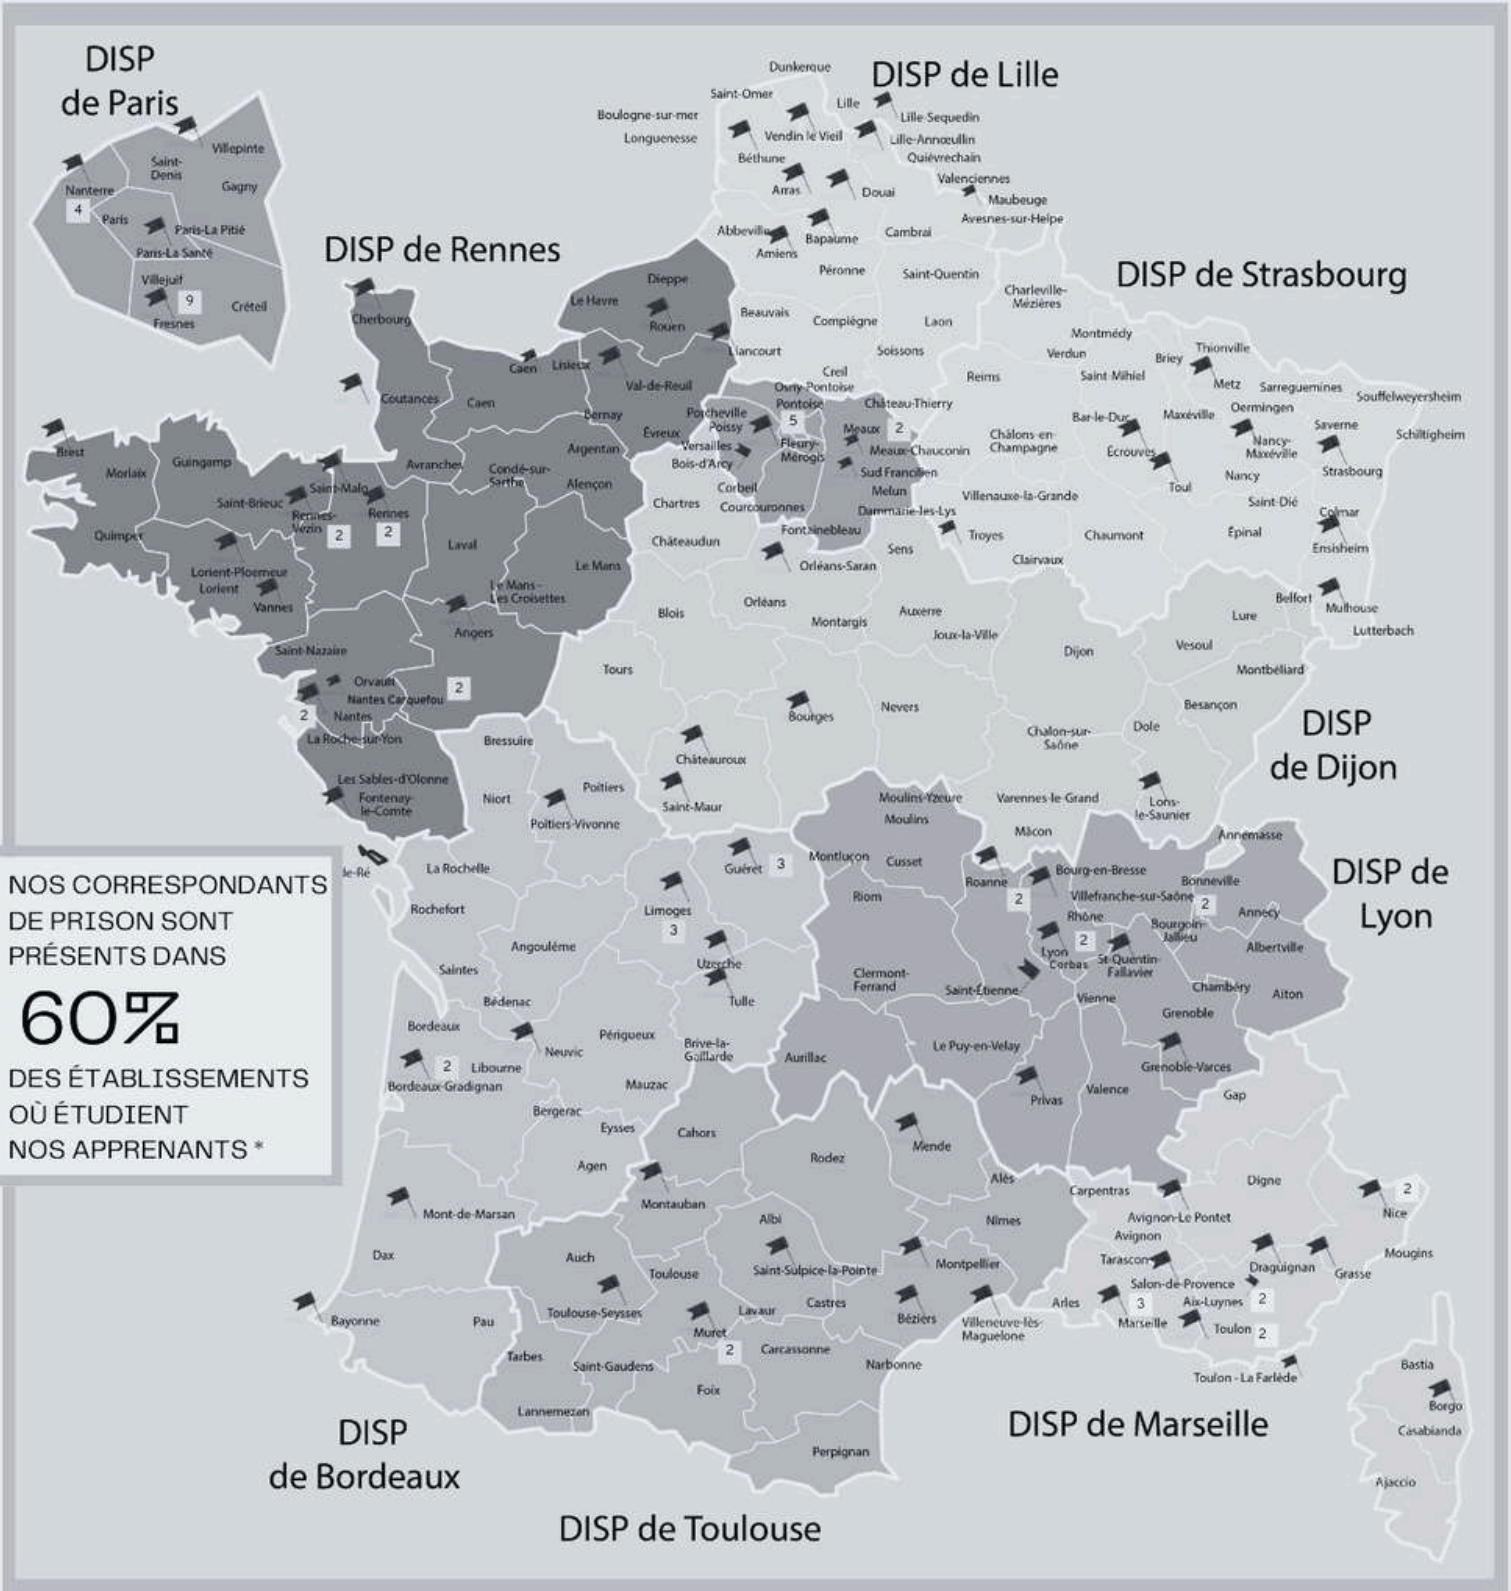 DISP
de Paris
Villepinte
Saint-
Denis
Gagny
Nanterre
4
Paris
Paris-La Pitié
Paris-La Santé
Villejuif
9
Créteil
Fresnes
DISP de Lille
Dunkerque
Saint-Omer
Lille
Boulogne-sur-mer
Lille-Sequedin
Longuenesse
Vendin le Vieil
Lille-Annœullin
Quiévrechain
Béthune
Valenciennes
Arras
Douai
Maubeuge
Avesnes-sur-Helpe
Abbeville
Bapaume
Cambrai
Amiens
Péronne
Saint-Quentin
Beauvais
Compiègne
Laon
Liancourt
Soissons
Creil
Château-Thierry
DISP de Rennes
Dieppe
Le Havre
Rouen
Cherbourg
Caen
Lisieux
Val-de-Reuil
Coutances
Caen
Bernay
Évreux
Argentan
Brest
Morlaix
Guingamp
Avranches
Condé-sur-
Sarthe
Alençon
Saint-Malo
Saint-Brieuc
Rennes-
Vezin
2
Rennes
2
Quimper
Laval
Le Mans
Lorient-Ploemeur
Lorient
Vannes
Le Mans-
Les Croisettes
Angers
Saint-Nazaire
Orvault
2
Nantes Carquefou
2
Nantes
La Roche-sur-Yon
Les Sables-d'Olonne
Fontenay-
le-Comte
Osny-Pontoise
Pontoise
Porcheville
Poissy
5
Meaux
2
Versailles
Fleury-
Mérogis
Meaux-Chauconin
Bois-d'Arcy
Sud Francilien
Corbeil
Melun
Courcouronnes
Dammarie-les-Lys
Fontainebleau
DISP de Strasbourg
Charleville-
Mézières
Montmédy
Verdun
Briey
Thionville
Reims
Saint-Mihiel
Metz
Sarreguemines
Souffelweyersheim
Bar-le-Duc
Maxéville
Oermingen
Saverne
Châlons-en-
Champagne
Écrouves
Nancy-
Maxéville
Schiltigheim
Strasbourg
Toul
Nancy
Villenauxe-la-Grande
Saint-Dié
Colmar
Troyes
Chaumont
Épinal
Ensisheim
Clairvaux
Belfort
Mulhouse
Lutterbach
DISP
de Dijon
Chartres
Châteaudun
Sens
Orléans-Saran
Blois
Orléans
Montargis
Auxerre
Joux-la-Ville
Lure
Dijon
Vesoul
Montbéliard
Tours
Bourges
Nevers
Besançon
Chalon-sur-
Saône
Dole
Châteauroux
Saint-Maur
Varennes-le-Grand
Lons-
le-Saunier
Mâcon
DISP de
Lyon
Moulins-Yzeure
Moulins
Annemasse
Montluçon
Cusset
Roanne
2
Bourg-en-Bresse
Bonneville
Riom
Villefranche-sur-Saône
2
Rhône
Annecy
Lyon
2
Bourgoin-
Jallieu
Corbas
St-Quentin-
Fallavier
Albertville
Clermont-
Ferrand
Saint-Étienne
Chambéry
Aiton
Vienne
Grenoble
Aurillac
Le Puy-en-Velay
Grenoble-Varces
Privas
Valence
NOS CORRESPONDANTS
DE PRISON SONT
PRÉSENTS DANS
60%
DES ÉTABLISSEMENTS
OÙ ÉTUDIENT
NOS APPRENANTS *
DISP
de Bordeaux
Bressuire
Niort
Poitiers
Poitiers-Vivonne
de-Ré
La Rochelle
Guéret
3
Rochefort
Limoges
3
Angoulême
Saintes
Uzerche
Bédenac
Tulle
Bordeaux
Neuvic
Périgueux
Brive-la-
Gaillarde
2
Libourne
Bordeaux-Gradignan
Mauzac
Bergerac
Eysses
Agen
Mont-de-Marsan
Dax
Bayonne
Pau
DISP de Toulouse
Cahors
Rodez
Mende
Alès
Montauban
Albi
Nîmes
Auch
Toulouse
Saint-Sulpice-la-Pointe
Montpellier
Toulouse-Seysses
Lavaur
Castres
Béziers
Villeneuve-lès-
Maguelone
Muret
2
Carcassonne
Tarbes
Saint-Gaudens
Narbonne
Foix
Lannemezan
Perpignan
DISP de Marseille
Gap
Digne
Carpentras
Avignon-Le Pontet
Nice
2
Avignon
Tarascon
Draguignan
Grasse
Mougins
Salon-de-Provence
Arles
3
Aix-Luynes
2
Marseille
Toulon
2
Toulon - La Farlède
Bastia
Borgo
Casabianda
Ajaccio